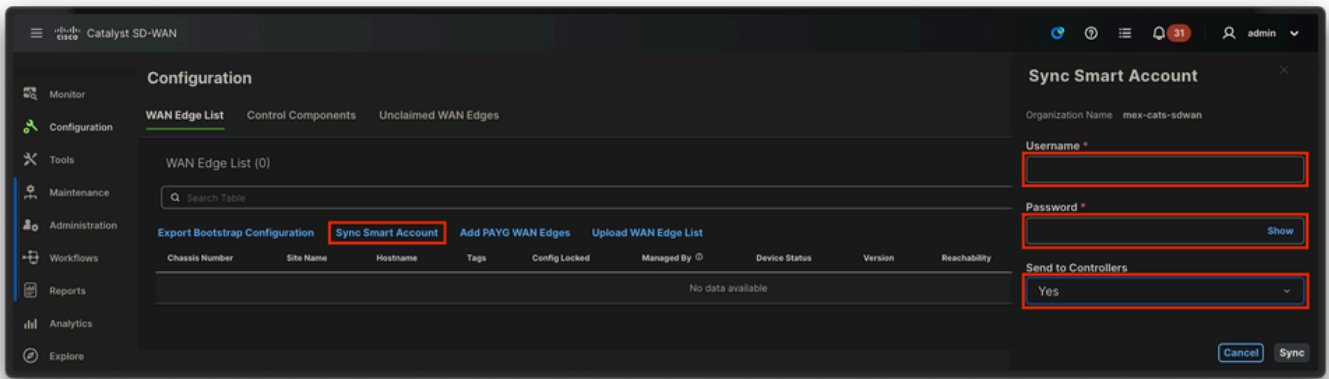 cisco Catalyst SD-WAN
31
admin
Monitor
Configuration
Tools
Maintenance
Administration
Workflows
Reports
Analytics
Explore
Configuration
WAN Edge List Control Components Unclaimed WAN Edges
WAN Edge List (0)
Search Table
Export Bootstrap Configuration Sync Smart Account Add PAYG WAN Edges Upload WAN Edge List
Chassis Number Site Name Hostname Tags Config Locked Managed By Device Status Version Reachability
No data available
Sync Smart Account
Organization Name mex-cats-sdwan
Username *
Password *
Show
Send to Controllers
Yes
Cancel Sync